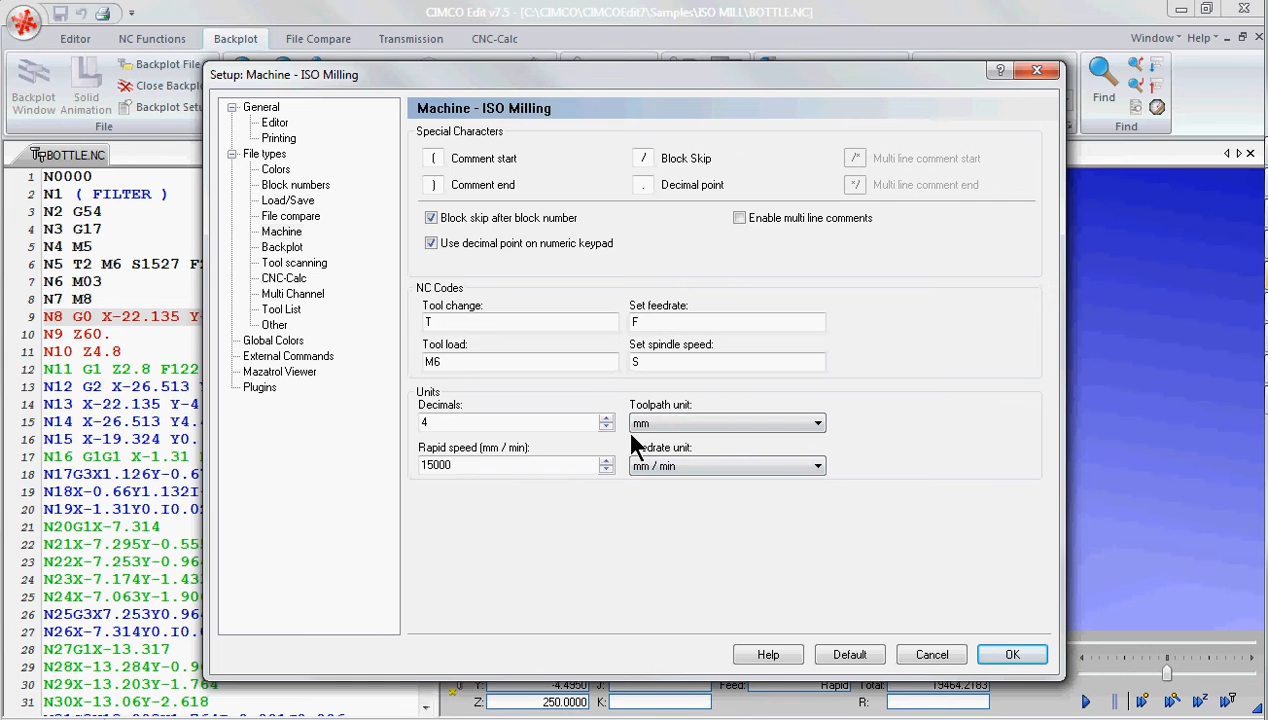 CIMCO Edit v7.5 - [C:\CIMCO\CIMCOEdit7\Samples\ISO MILL\BOTTLE.NC]
Editor NC Functions Backplot File Compare Transmission CNC-Calc Window Help
Backplot Window
Solid Animation
Backplot File
Close Backplo
Backplot Setu
File
Find
Find
BOTTLE.NC
Setup: Machine - ISO Milling
General
Editor
Printing
File types
Colors
Block numbers
Load/Save
File compare
Machine
Backplot
Tool scanning
CNC-Calc
Multi Channel
Tool List
Other
Global Colors
External Commands
Mazatrol Viewer
Plugins
Machine - ISO Milling
Special Characters
( Comment start / Block Skip /* Multi line comment start
) Comment end . Decimal point */ Multi line comment end
Block skip after block number Enable multi line comments
Use decimal point on numeric keypad
NC Codes
Tool change: Set feedrate:
T F
Tool load: Set spindle speed:
M6 S
Units
Decimals: Toolpath unit:
4 mm
Rapid speed (mm / min): edrate unit:
15000 mm / min
Help Default Cancel OK
1 N0000
2 N1 ( FILTER )
3 N2 G54
4 N3 G17
5 N4 M5
6 N5 T2 M6 S1527 F2
7 N6 M03
8 N7 M8
9 N8 G0 X-22.135 Y-
10 N9 Z60.
11 N10 Z4.8
12 N11 G1 Z2.8 F122
13 N12 G2 X-26.513
14 N13 X-22.135 Y-4
15 N14 X-26.513 Y4.
16 N15 X-19.324 Y0.
17 N16 G1G1 X-1.31
18 N17G3X1.126Y-0.67
19 N18X-0.66Y1.132I-
20 N19X-1.31Y0.I0.02
21 N20G1X-7.314
22 N21X-7.295Y-0.555
23 N22X-7.253Y-0.96
24 N23X-7.174Y-1.43
25 N24X-7.063Y-1.90
26 N25G3X7.253Y0.96
27 N26X-7.314Y0.I0.
28 N27G1X-13.317
29 N28X-13.284Y-0.9
30 N29X-13.203Y-1.764
31 N30X-13.06Y-2.618
Y: -4.4950 J: Feed: Rapid Total: 19464.2183
Z: 250.0000 K: R: